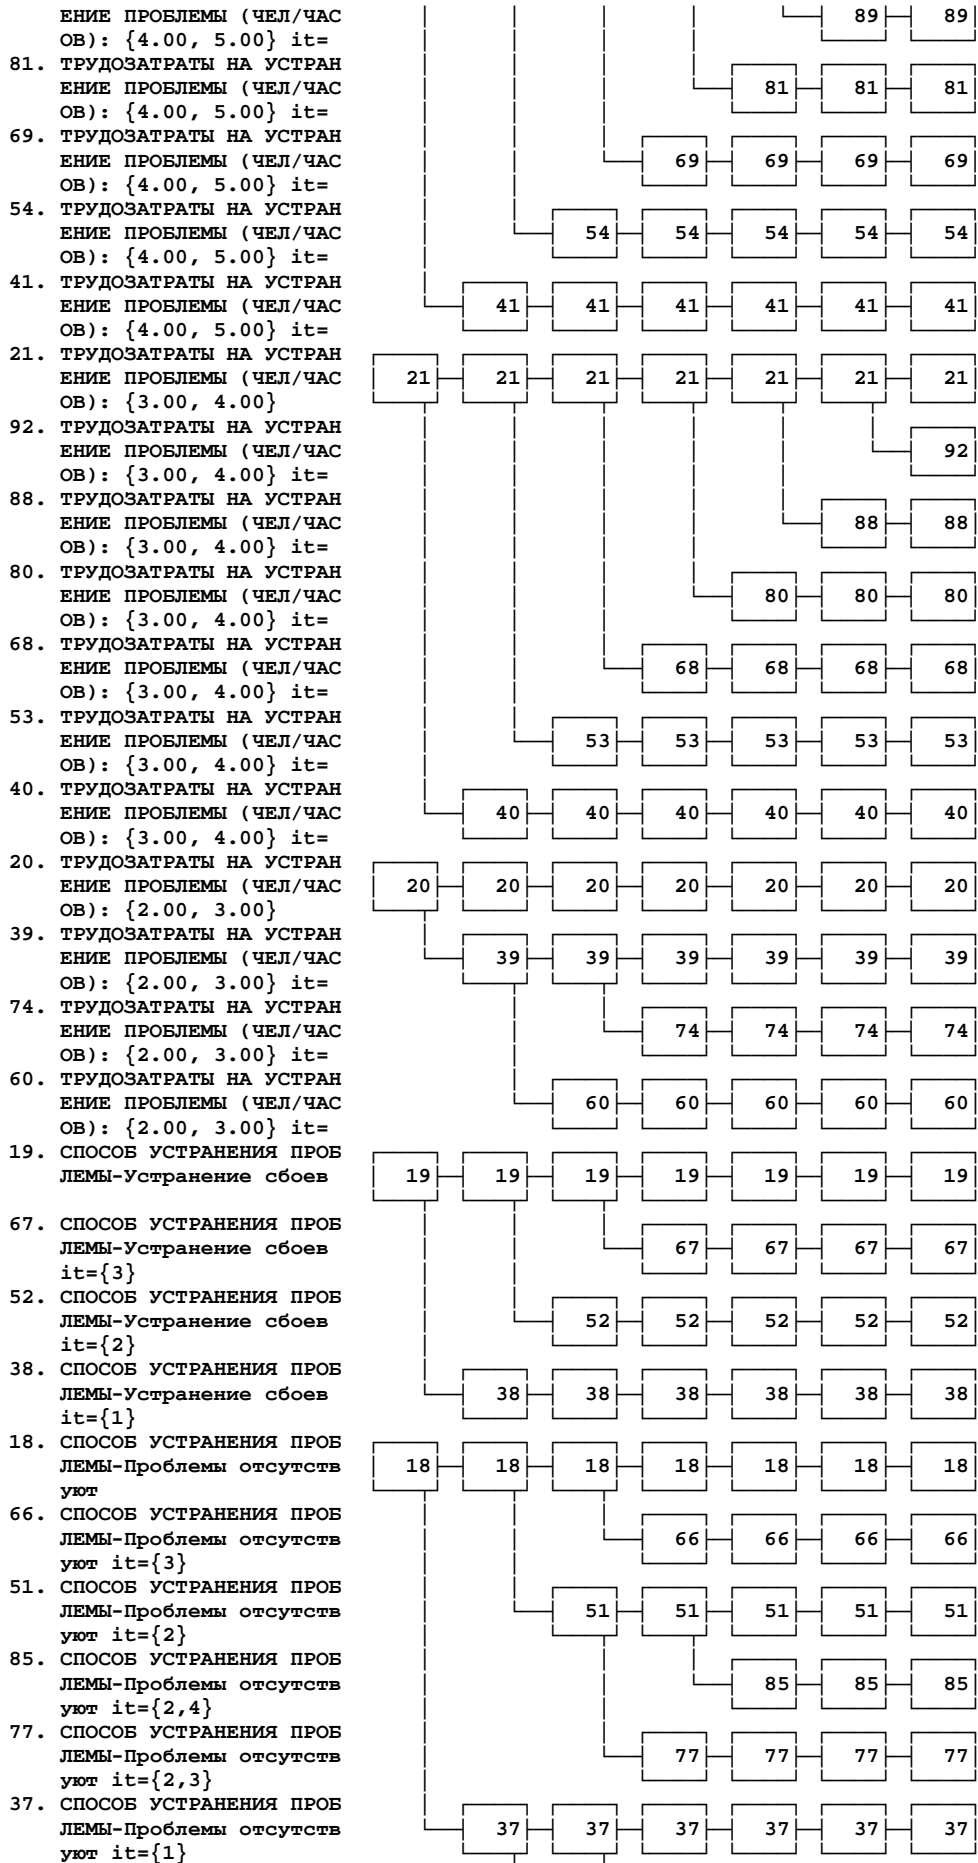 ЕНИЕ ПРОБЛЕМЫ (ЧЕЛ/ЧАС 89 89
ОВ): {4.00, 5.00} it=
81. ТРУДОЗАТРАТЫ НА УСТРАН
ЕНИЕ ПРОБЛЕМЫ (ЧЕЛ/ЧАС 81 81 81
ОВ): {4.00, 5.00} it=
69. ТРУДОЗАТРАТЫ НА УСТРАН
ЕНИЕ ПРОБЛЕМЫ (ЧЕЛ/ЧАС 69 69 69 69
ОВ): {4.00, 5.00} it=
54. ТРУДОЗАТРАТЫ НА УСТРАН
ЕНИЕ ПРОБЛЕМЫ (ЧЕЛ/ЧАС 54 54 54 54 54
ОВ): {4.00, 5.00} it=
41. ТРУДОЗАТРАТЫ НА УСТРАН
ЕНИЕ ПРОБЛЕМЫ (ЧЕЛ/ЧАС 41 41 41 41 41 41
ОВ): {4.00, 5.00} it=
21. ТРУДОЗАТРАТЫ НА УСТРАН
ЕНИЕ ПРОБЛЕМЫ (ЧЕЛ/ЧАС 21 21 21 21 21 21 21
ОВ): {3.00, 4.00}
92. ТРУДОЗАТРАТЫ НА УСТРАН
ЕНИЕ ПРОБЛЕМЫ (ЧЕЛ/ЧАС 92
ОВ): {3.00, 4.00} it=
88. ТРУДОЗАТРАТЫ НА УСТРАН
ЕНИЕ ПРОБЛЕМЫ (ЧЕЛ/ЧАС 88 88
ОВ): {3.00, 4.00} it=
80. ТРУДОЗАТРАТЫ НА УСТРАН
ЕНИЕ ПРОБЛЕМЫ (ЧЕЛ/ЧАС 80 80 80
ОВ): {3.00, 4.00} it=
68. ТРУДОЗАТРАТЫ НА УСТРАН
ЕНИЕ ПРОБЛЕМЫ (ЧЕЛ/ЧАС 68 68 68 68
ОВ): {3.00, 4.00} it=
53. ТРУДОЗАТРАТЫ НА УСТРАН
ЕНИЕ ПРОБЛЕМЫ (ЧЕЛ/ЧАС 53 53 53 53 53
ОВ): {3.00, 4.00} it=
40. ТРУДОЗАТРАТЫ НА УСТРАН
ЕНИЕ ПРОБЛЕМЫ (ЧЕЛ/ЧАС 40 40 40 40 40 40
ОВ): {3.00, 4.00} it=
20. ТРУДОЗАТРАТЫ НА УСТРАН
ЕНИЕ ПРОБЛЕМЫ (ЧЕЛ/ЧАС 20 20 20 20 20 20 20
ОВ): {2.00, 3.00}
39. ТРУДОЗАТРАТЫ НА УСТРАН
ЕНИЕ ПРОБЛЕМЫ (ЧЕЛ/ЧАС 39 39 39 39 39 39
ОВ): {2.00, 3.00} it=
74. ТРУДОЗАТРАТЫ НА УСТРАН
ЕНИЕ ПРОБЛЕМЫ (ЧЕЛ/ЧАС 74 74 74 74
ОВ): {2.00, 3.00} it=
60. ТРУДОЗАТРАТЫ НА УСТРАН
ЕНИЕ ПРОБЛЕМЫ (ЧЕЛ/ЧАС 60 60 60 60 60
ОВ): {2.00, 3.00} it=
19. СПОСОБ УСТРАНЕНИЯ ПРОБ
ЛЕМЫ-Устранение сбоев 19 19 19 19 19 19 19
67. СПОСОБ УСТРАНЕНИЯ ПРОБ
ЛЕМЫ-Устранение сбоев 67 67 67 67
it={3}
52. СПОСОБ УСТРАНЕНИЯ ПРОБ
ЛЕМЫ-Устранение сбоев 52 52 52 52 52
it={2}
38. СПОСОБ УСТРАНЕНИЯ ПРОБ
ЛЕМЫ-Устранение сбоев 38 38 38 38 38 38
it={1}
18. СПОСОБ УСТРАНЕНИЯ ПРОБ
ЛЕМЫ-Проблемы отсутств 18 18 18 18 18 18 18
уют
66. СПОСОБ УСТРАНЕНИЯ ПРОБ
ЛЕМЫ-Проблемы отсутств 66 66 66 66
уют it={3}
51. СПОСОБ УСТРАНЕНИЯ ПРОБ
ЛЕМЫ-Проблемы отсутств 51 51 51 51 51
уют it={2}
85. СПОСОБ УСТРАНЕНИЯ ПРОБ
ЛЕМЫ-Проблемы отсутств 85 85 85
уют it={2,4}
77. СПОСОБ УСТРАНЕНИЯ ПРОБ
ЛЕМЫ-Проблемы отсутств 77 77 77 77
уют it={2,3}
37. СПОСОБ УСТРАНЕНИЯ ПРОБ
ЛЕМЫ-Проблемы отсутств 37 37 37 37 37 37
уют it={1}